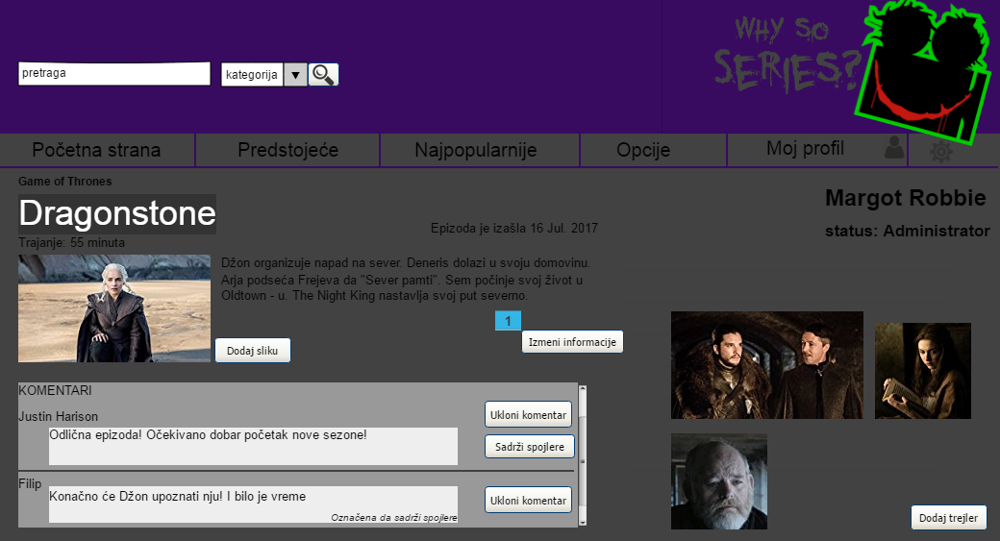 WHY SO
SERIES?
pretraga
kategorija
Početna strana
Predstojeće
Najpopularnije
Opcije
Moj profil
Game of Thrones
Dragonstone
Trajanje: 55 minuta
Epizoda je izašla 16 Jul. 2017
Margot Robbie
status: Administrator
Džon organizuje napad na sever. Deneris dolazi u svoju domovinu.
Arja podseća Frejeva da "Sever pamti". Sem počinje svoj život u
Oldtown - u. The Night King nastavlja svoj put severno.
1
Izmeni informacije
Dodaj sliku
KOMENTARI
Justin Harison
Ukloni komentar
Odlična epizoda! Očekivano dobar početak nove sezone!
Sadrži spojlere
Filip
Konačno će Džon upoznati nju! I bilo je vreme
Ukloni komentar
Označena da sadrži spojlere
Dodaj trejler